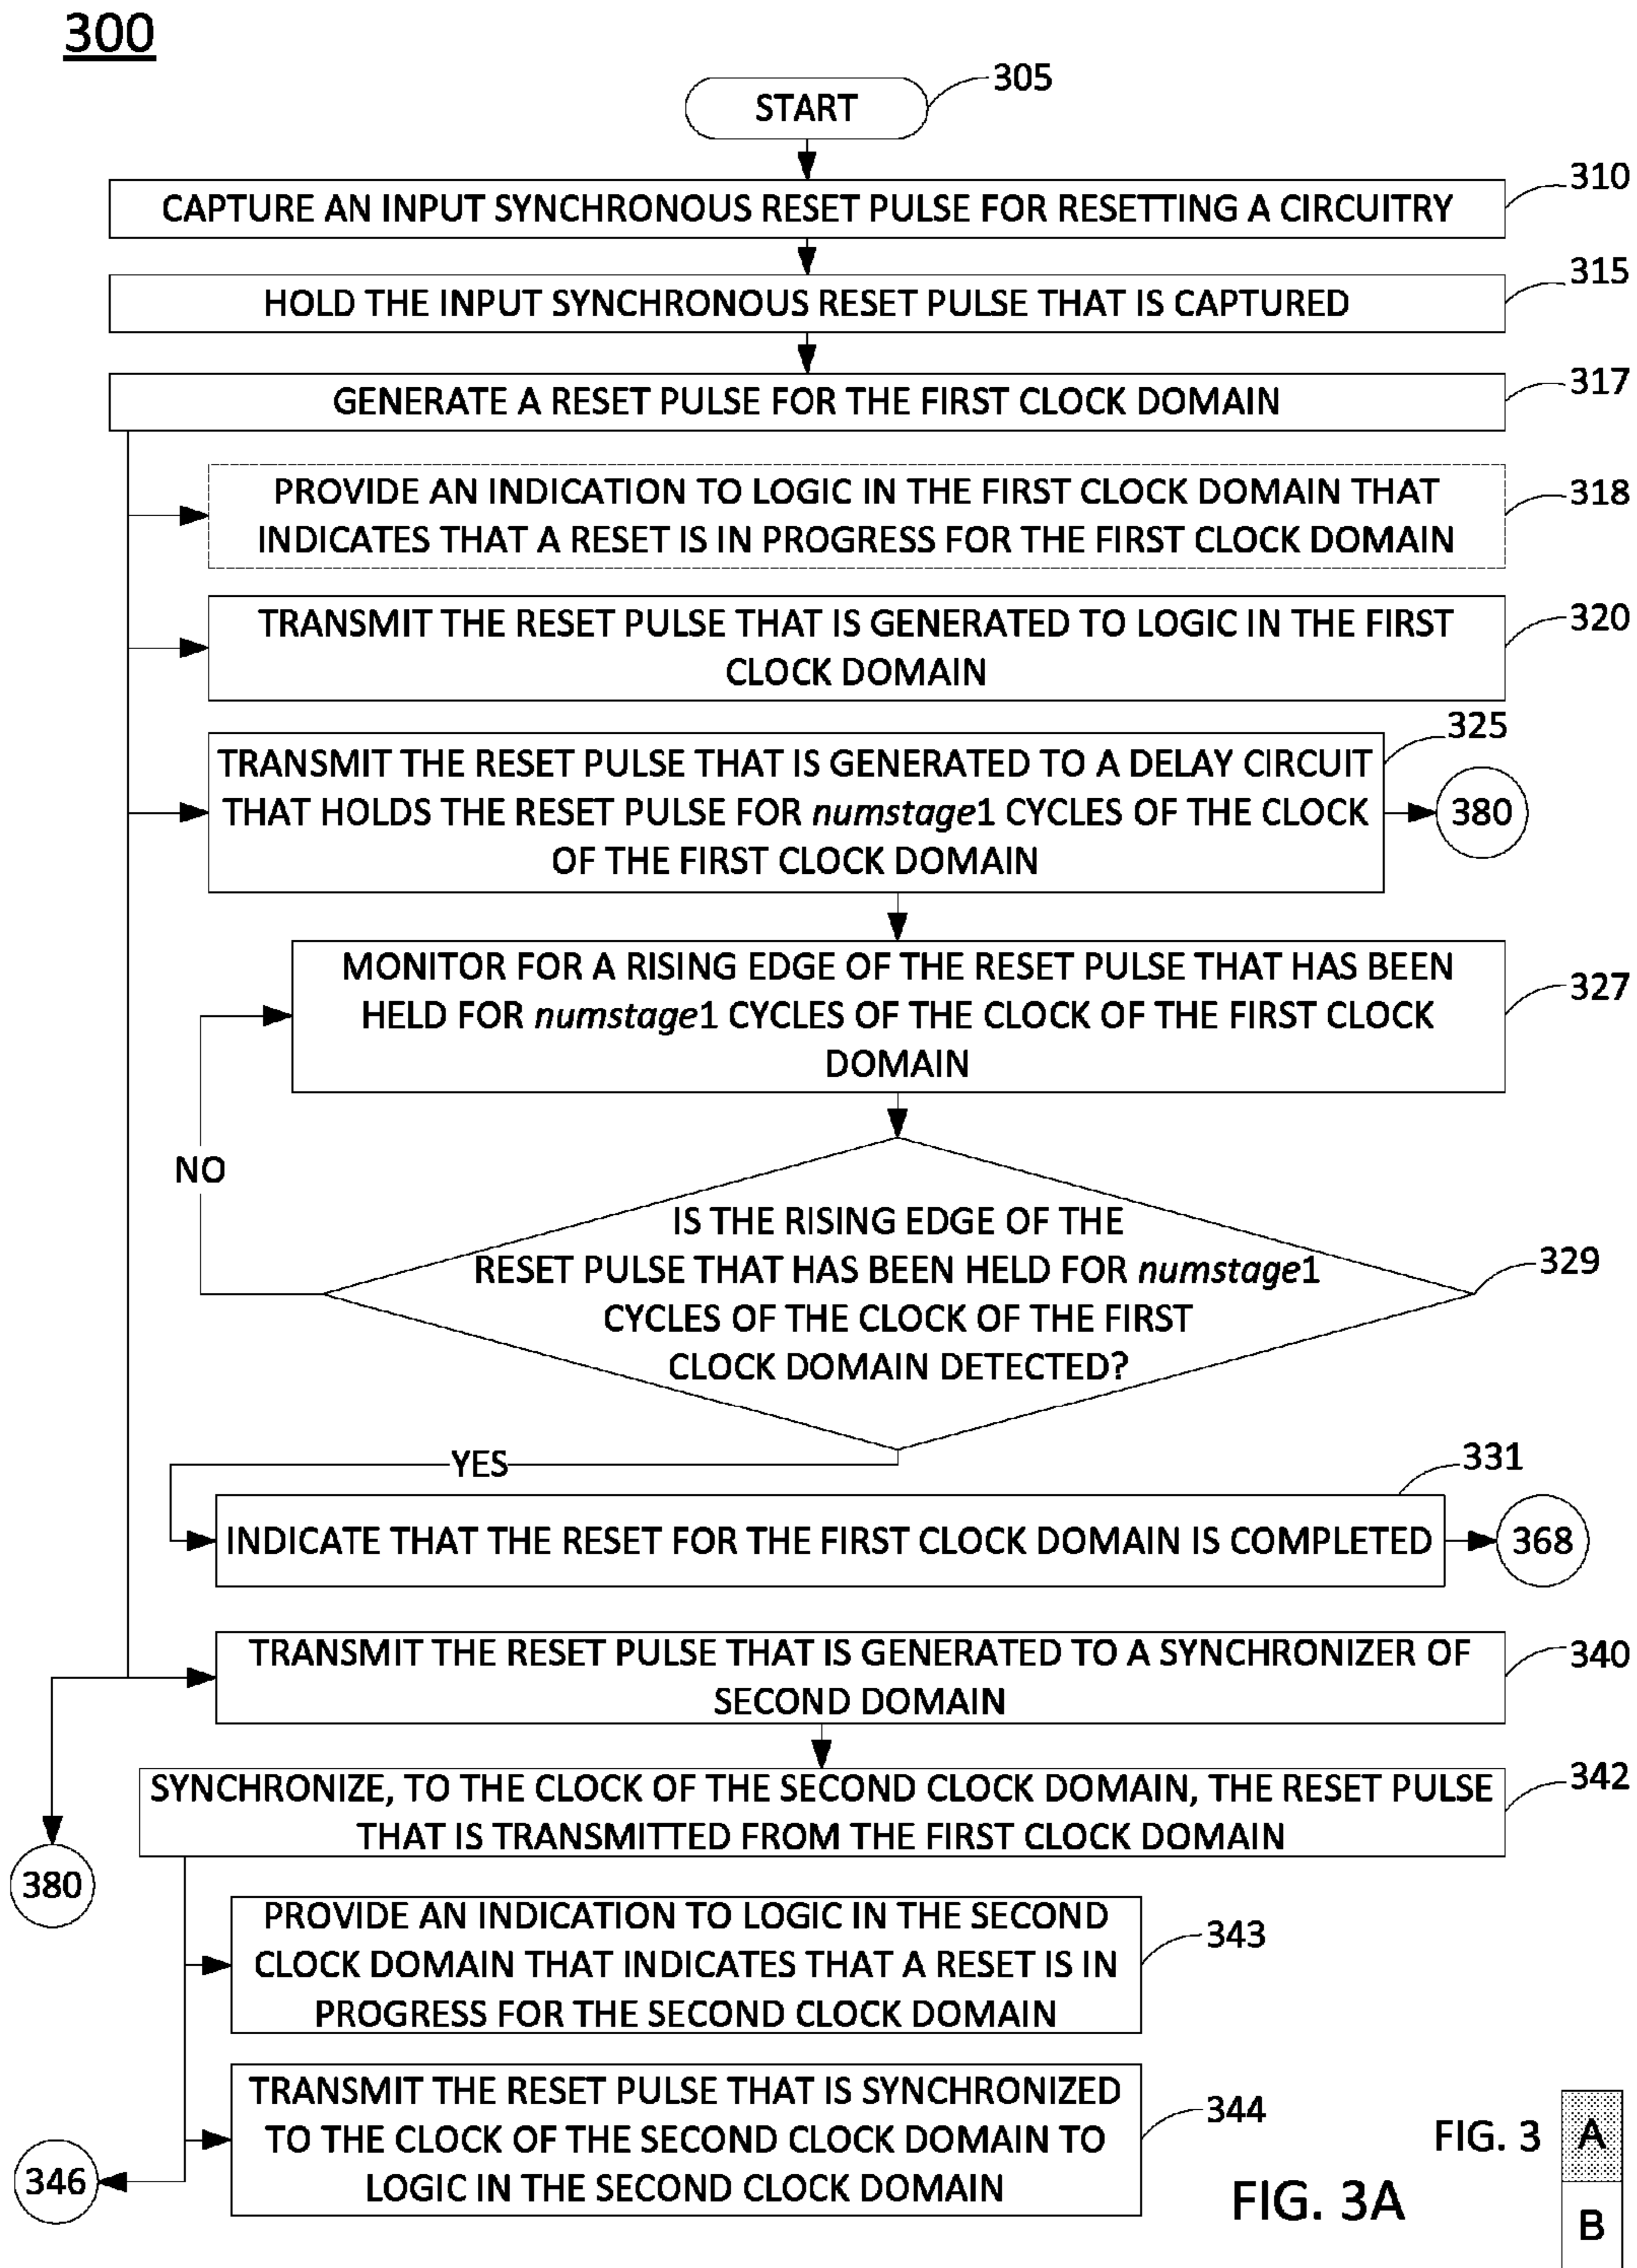 300
START
305
CAPTURE AN INPUT SYNCHRONOUS RESET PULSE FOR RESETTING A CIRCUITRY
310
HOLD THE INPUT SYNCHRONOUS RESET PULSE THAT IS CAPTURED
315
GENERATE A RESET PULSE FOR THE FIRST CLOCK DOMAIN
317
PROVIDE AN INDICATION TO LOGIC IN THE FIRST CLOCK DOMAIN THAT
INDICATES THAT A RESET IS IN PROGRESS FOR THE FIRST CLOCK DOMAIN
318
TRANSMIT THE RESET PULSE THAT IS GENERATED TO LOGIC IN THE FIRST
CLOCK DOMAIN
320
TRANSMIT THE RESET PULSE THAT IS GENERATED TO A DELAY CIRCUIT
THAT HOLDS THE RESET PULSE FOR numstage1 CYCLES OF THE CLOCK
OF THE FIRST CLOCK DOMAIN
325
380
MONITOR FOR A RISING EDGE OF THE RESET PULSE THAT HAS BEEN
HELD FOR numstage1 CYCLES OF THE CLOCK OF THE FIRST CLOCK
DOMAIN
327
NO
IS THE RISING EDGE OF THE
RESET PULSE THAT HAS BEEN HELD FOR numstage1
CYCLES OF THE CLOCK OF THE FIRST
CLOCK DOMAIN DETECTED?
329
YES
331
INDICATE THAT THE RESET FOR THE FIRST CLOCK DOMAIN IS COMPLETED
368
TRANSMIT THE RESET PULSE THAT IS GENERATED TO A SYNCHRONIZER OF
SECOND DOMAIN
340
SYNCHRONIZE, TO THE CLOCK OF THE SECOND CLOCK DOMAIN, THE RESET PULSE
THAT IS TRANSMITTED FROM THE FIRST CLOCK DOMAIN
342
380
PROVIDE AN INDICATION TO LOGIC IN THE SECOND
CLOCK DOMAIN THAT INDICATES THAT A RESET IS IN
PROGRESS FOR THE SECOND CLOCK DOMAIN
343
TRANSMIT THE RESET PULSE THAT IS SYNCHRONIZED
TO THE CLOCK OF THE SECOND CLOCK DOMAIN TO
LOGIC IN THE SECOND CLOCK DOMAIN
344
346
FIG. 3
A
B
FIG. 3A